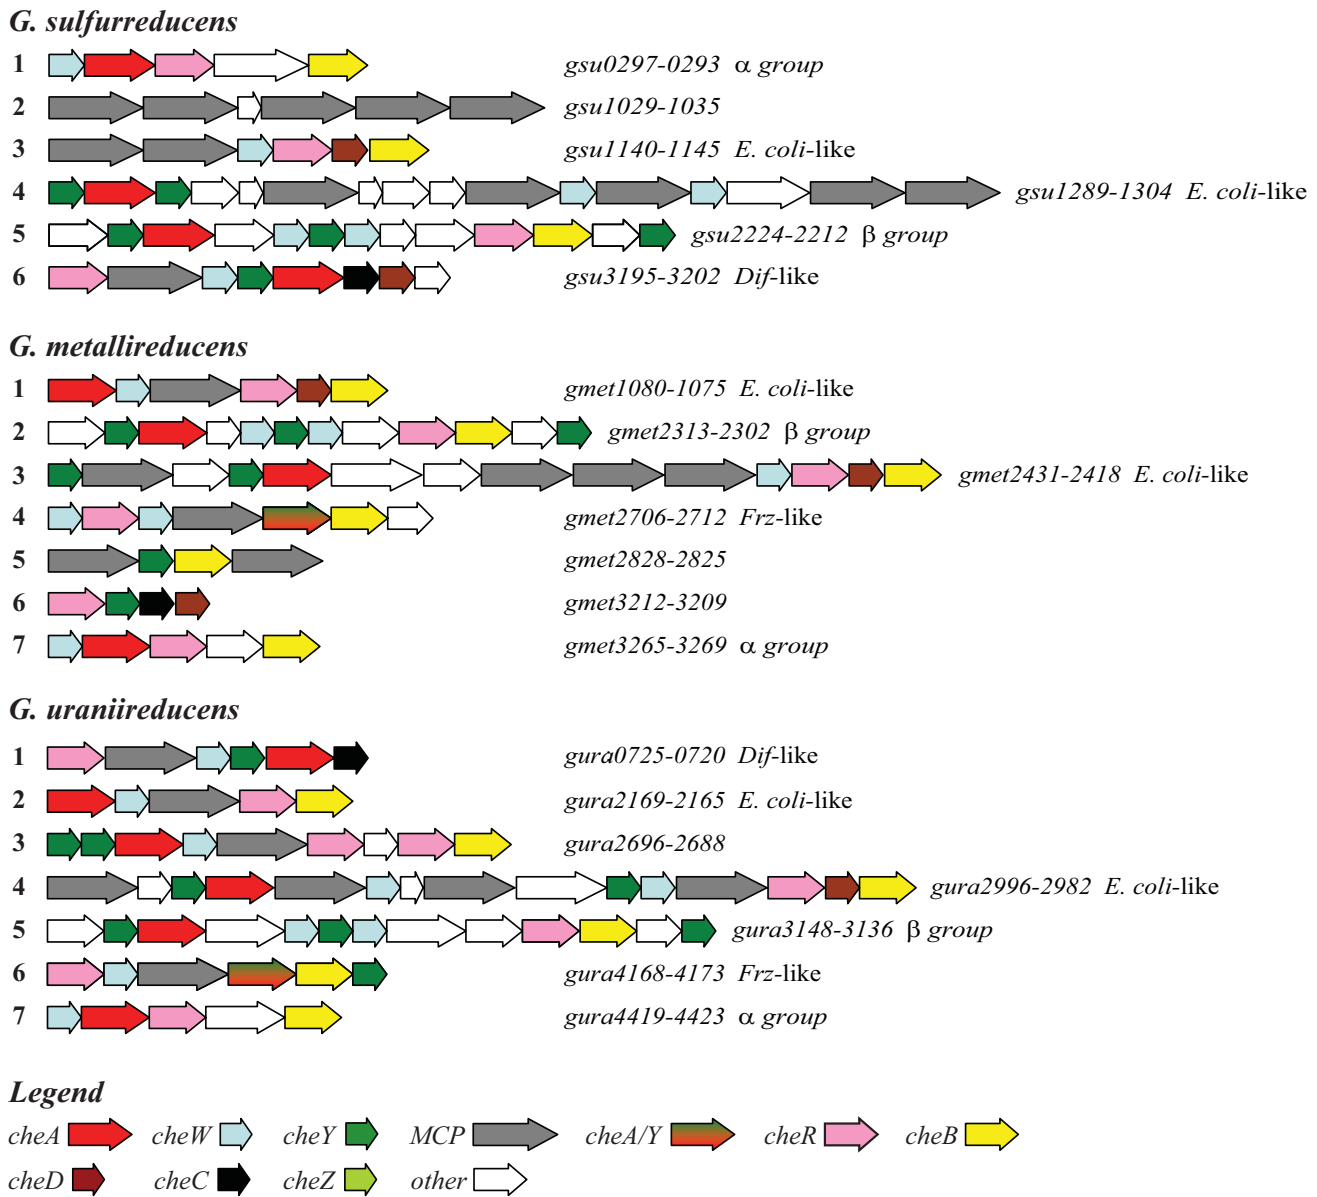 G. sulfurreducens
1 gsu0297-0293 α group
2 gsu1029-1035
3 gsu1140-1145 E. coli-like
4 gsu1289-1304 E. coli-like
5 gsu2224-2212 β group
6 gsu3195-3202 Dif-like
G. metallireducens
1 gmet1080-1075 E. coli-like
2 gmet2313-2302 β group
3 gmet2431-2418 E. coli-like
4 gmet2706-2712 Frz-like
5 gmet2828-2825
6 gmet3212-3209
7 gmet3265-3269 α group
G. uraniireducens
1 gura0725-0720 Dif-like
2 gura2169-2165 E. coli-like
3 gura2696-2688
4 gura2996-2982 E. coli-like
5 gura3148-3136 β group
6 gura4168-4173 Frz-like
7 gura4419-4423 α group
Legend
cheA cheW cheY MCP cheA/Y cheR cheB
cheD cheC cheZ other